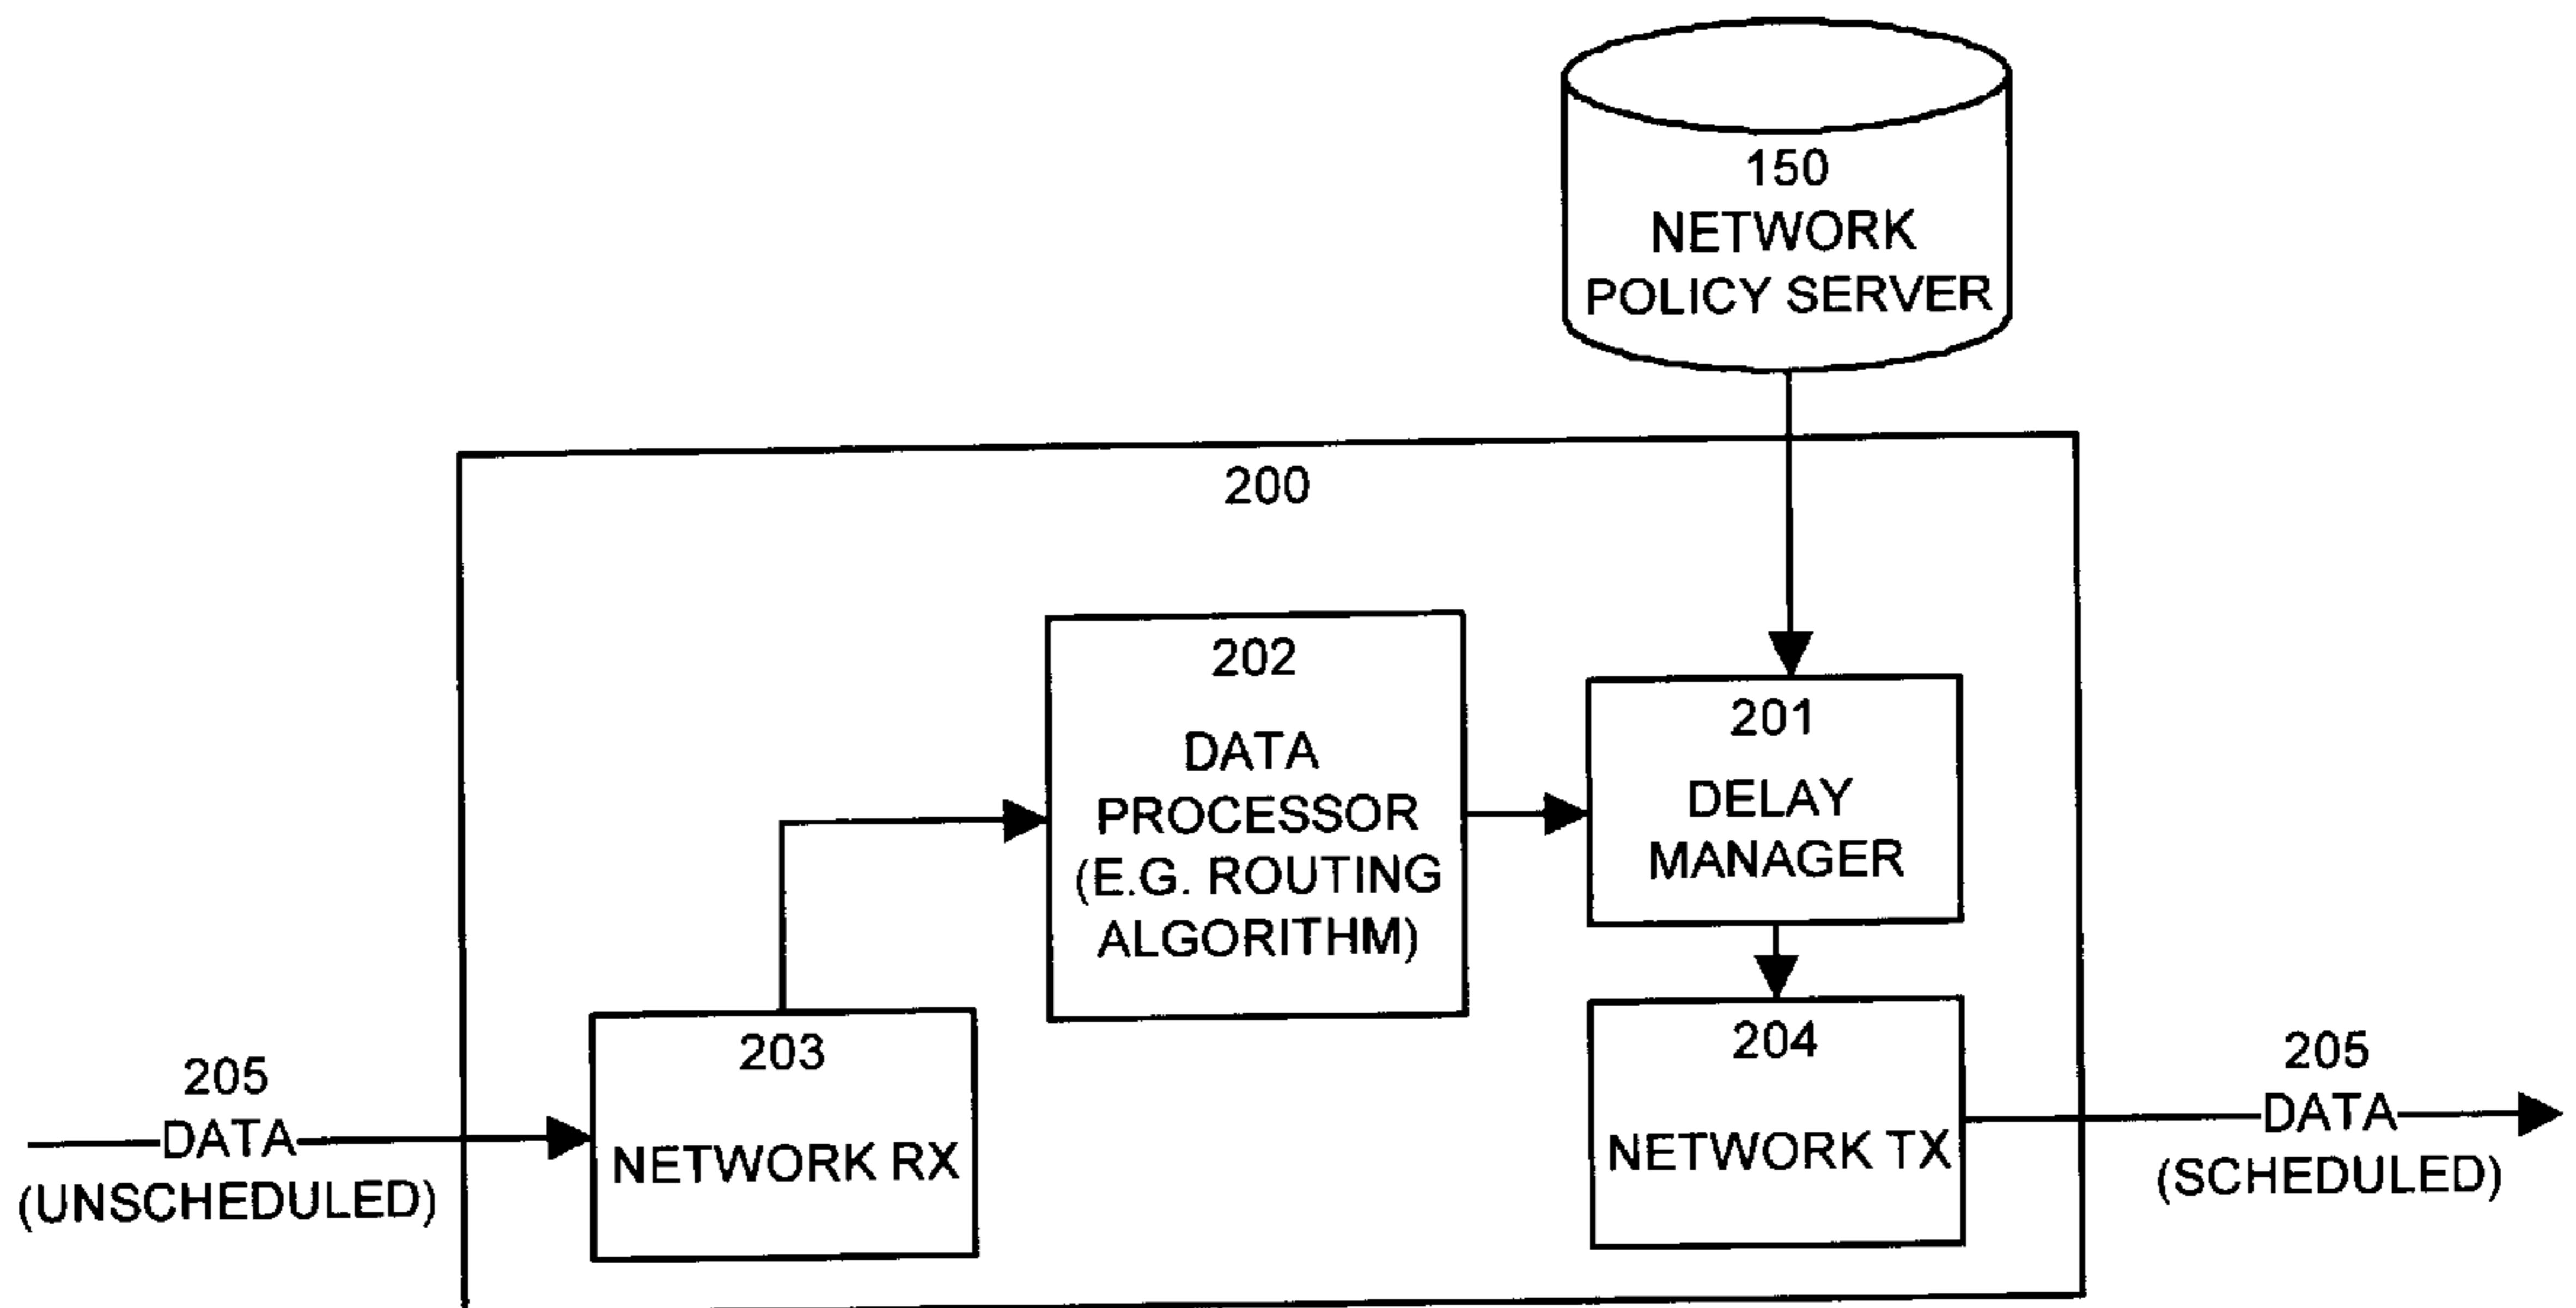 150
NETWORK
POLICY SERVER
200
202
DATA
PROCESSOR
(E.G. ROUTING
ALGORITHM)
201
DELAY
MANAGER
203
NETWORK RX
204
NETWORK TX
205
DATA
(UNSCHEDULED)
205
DATA
(SCHEDULED)